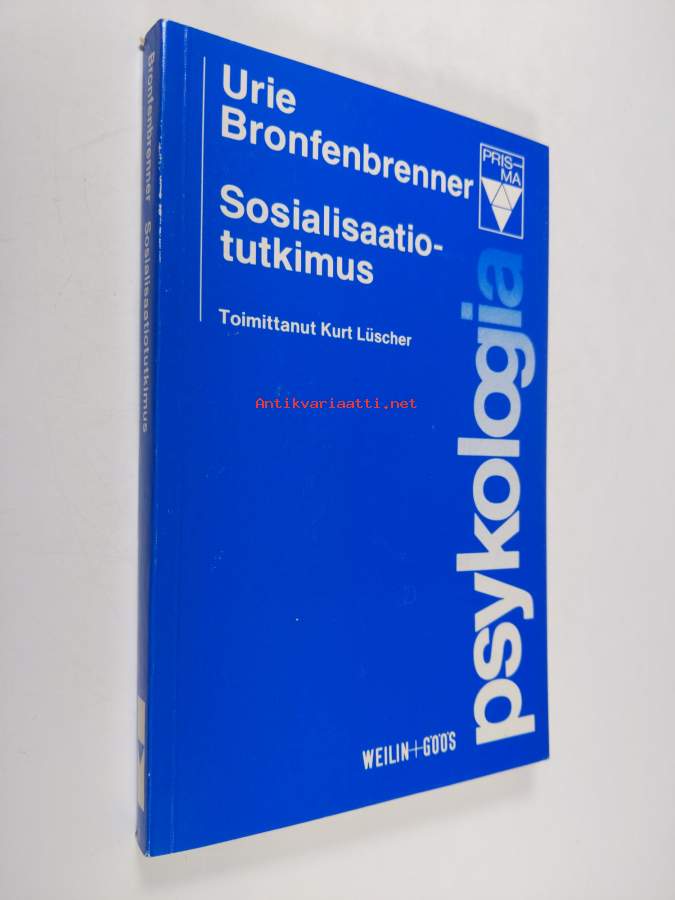 Urie
Bronfenbrenner
PRIS-
MA
Sosialisaatio-
tutkimus
Toimittanut Kurt Lüscher
Antikvariaatti.net
psykologia
WEILIN+GÖÖS
Bronfenbrenner Sosialisaatiotutkimus